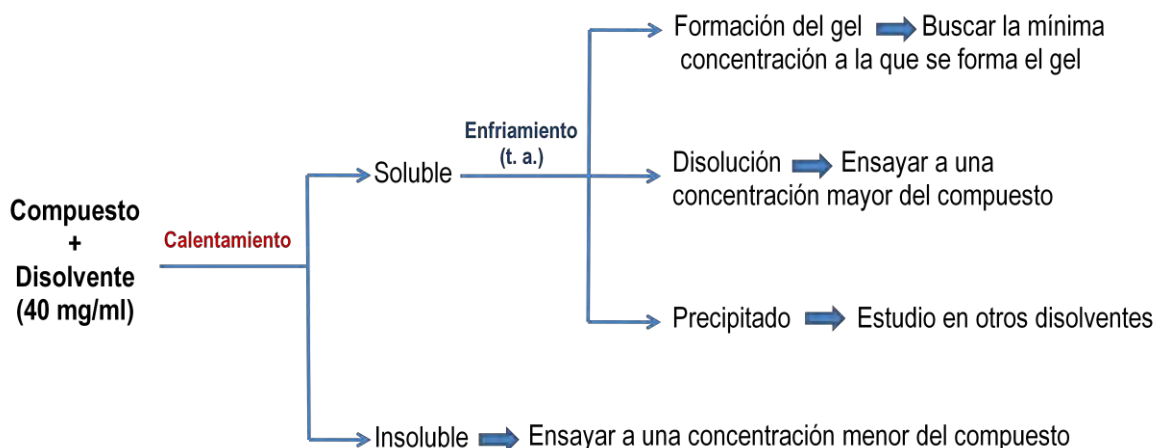 Compuesto
+
Disolvente
(40 mg/ml)
Calentamiento
Soluble
Enfriamiento
(t. a.)
Formación del gel Buscar la mínima
concentración a la que se forma el gel
Disolución Ensayar a una
concentración mayor del compuesto
Precipitado Estudio en otros disolventes
Insoluble Ensayar a una concentración menor del compuesto